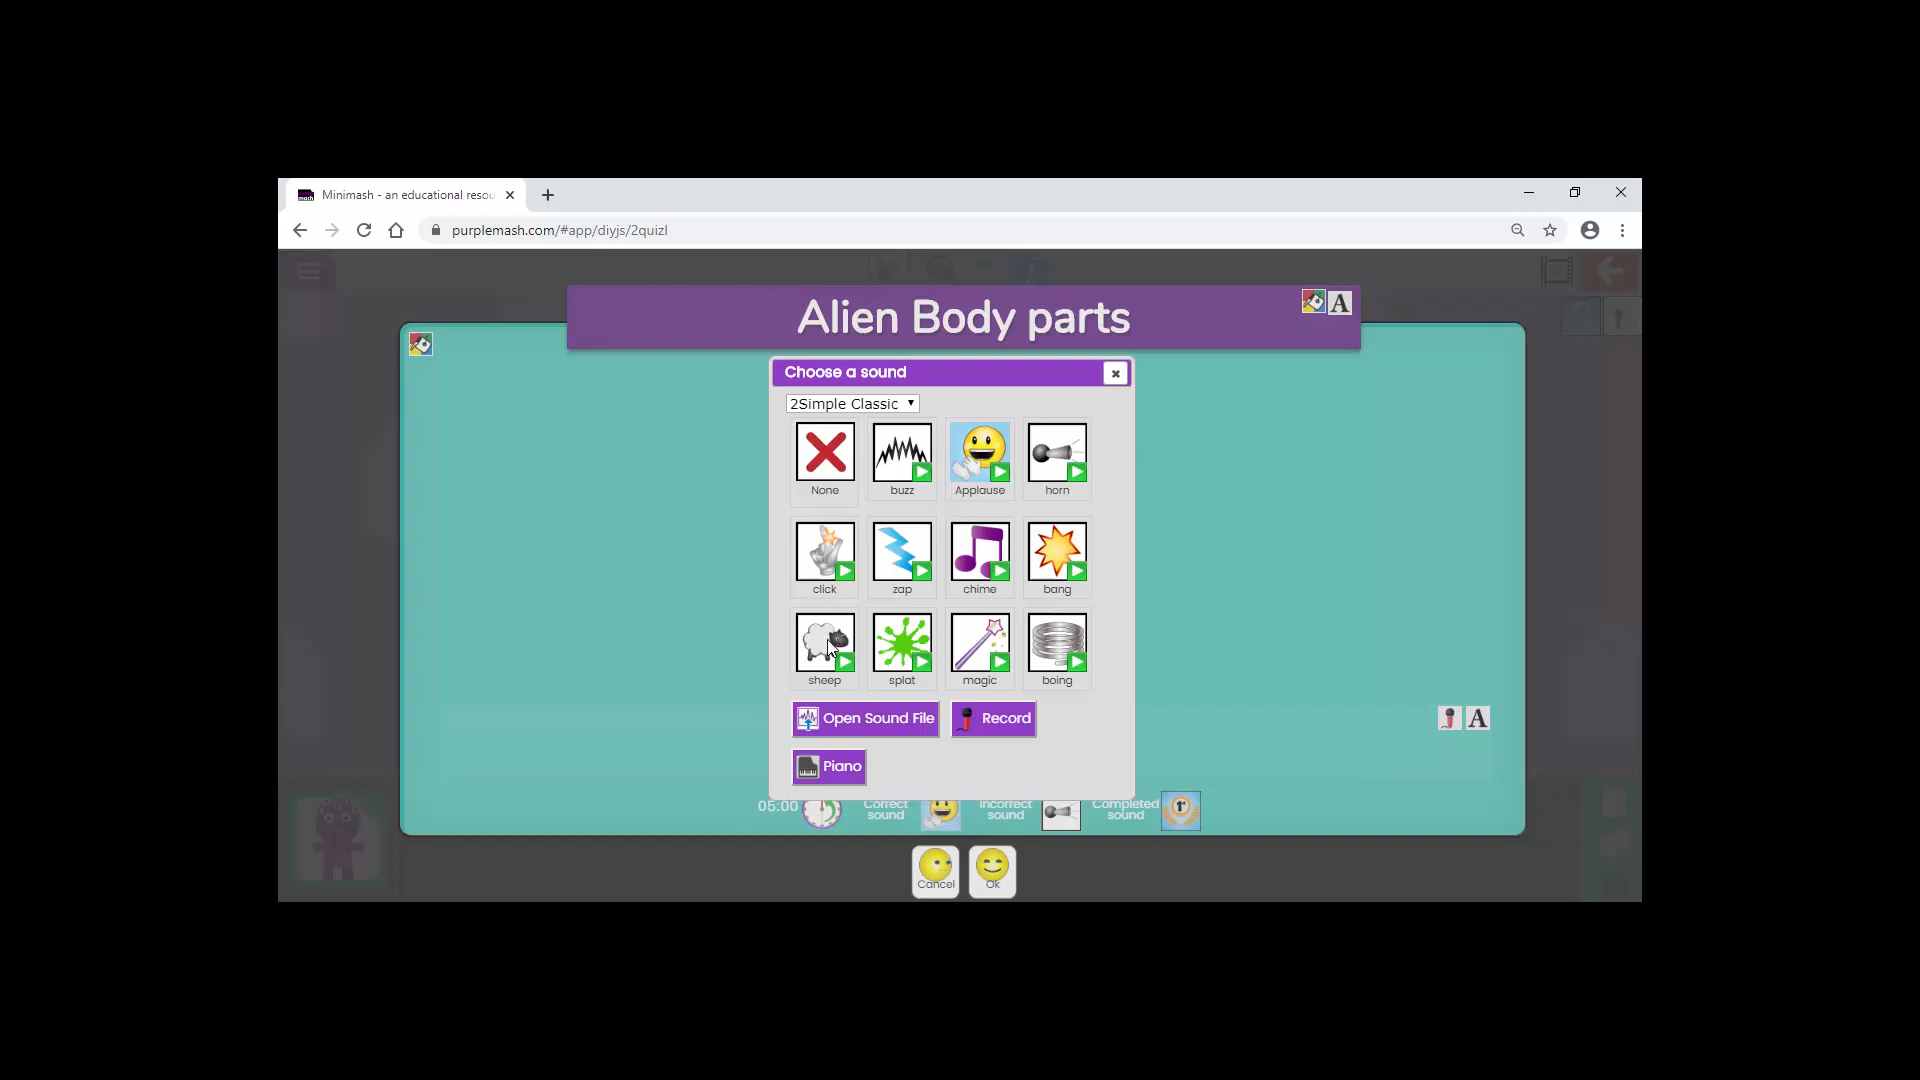 Minimash - an educational resou
purplemash.com/#app/diyjs/2quizl
Alien Body parts
A
Choose a sound
2Simple Classic
None
buzz
Applause
horn
click
zap
chime
bang
sheep
splat
magic
boing
Open Sound File
Record
A
Piano
05:00
Correct
sound
Incorrect
sound
Completed
sound
Cancel
Ok